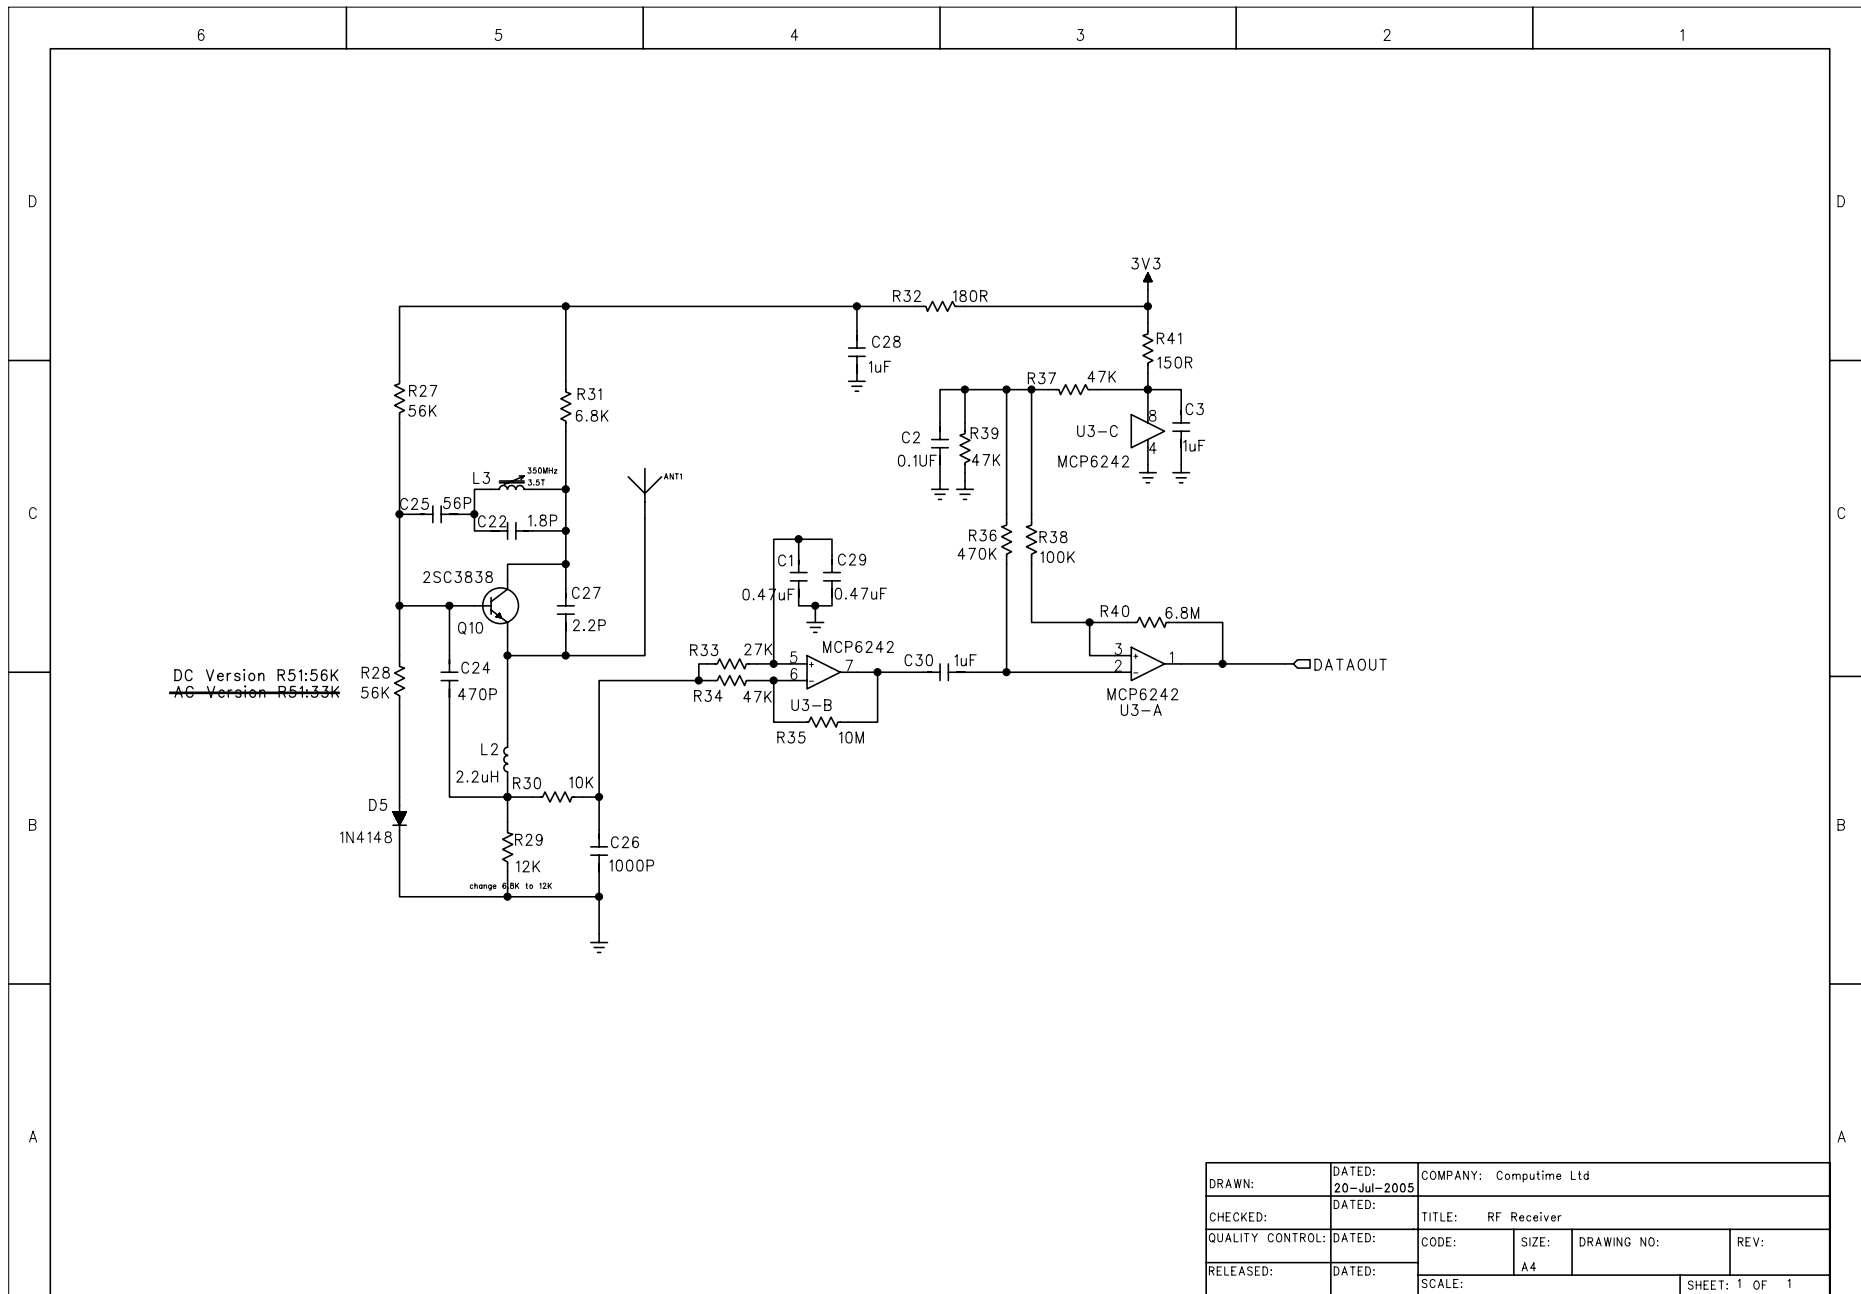 6 5 4 3 2 1
D D
3V3
R32 180R
C28
1uF
R41
150R
R27
56K
R31
6.8K
R37 47K
8
4
C3
1uF
U3-C
MCP6242
C2
0.1UF
R39
47K
L3
350MHz
3.5T
ANT1
C25 56P
C22 1.8P
C C
R36
470K
R38
100K
2SC3838
Q10
C27
2.2P
C1
0.47uF
C29
0.47uF
R40 6.8M
R33 27K
R34 47K
MCP6242
5
6
7
+
-
U3-B
R35 10M
C30 1uF
3
2
1
+
-
MCP6242
U3-A
DATAOUT
DC Version R51:56K
AC Version R51:33K
R28
56K
C24
470P
L2
2.2uH
R30 10K
D5
1N4148
R29
12K
change 6.8K to 12K
C26
1000P
B B
A A
DRAWN:
DATED:
20-Jul-2005
COMPANY: Computime Ltd
CHECKED:
DATED:
TITLE: RF Receiver
QUALITY CONTROL:
DATED:
CODE:
SIZE:
A4
DRAWING NO:
REV:
RELEASED:
DATED:
SCALE:
SHEET: 1 OF 1